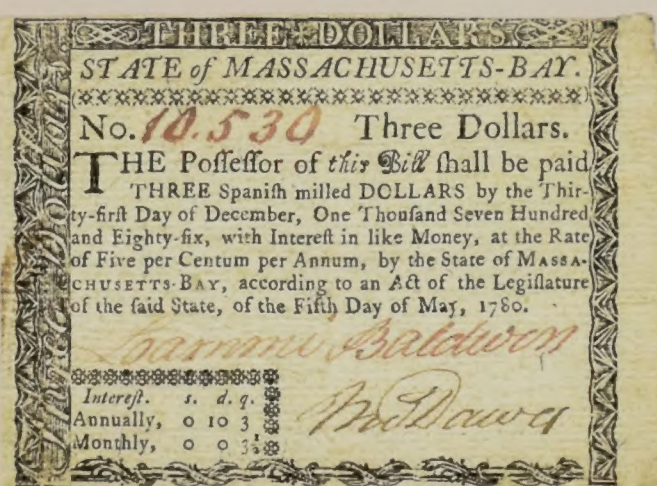 THREE DOLLARS.
STATE of MASSACHUSETTS-BAY.
No. 10.530 Three Dollars.
THE Poſſeſſor of this Bill ſhall be paid
THREE Spaniſh milled DOLLARS by the Thir-
ty-firſt Day of December, One Thouſand Seven Hundred
and Eighty-ſix, with Intereſt in like Money, at the Rate
of Five per Centum per Annum, by the State of MASSA-
CHUSETTS-BAY, according to an Act of the Legiſlature
of the ſaid State, of the Fifth Day of May, 1780.
Loammi Baldwin
Intereſt. s. d. q.
Annually, 0 10 3
Monthly, 0 0 3½
Thos Dawes
Three Dollars